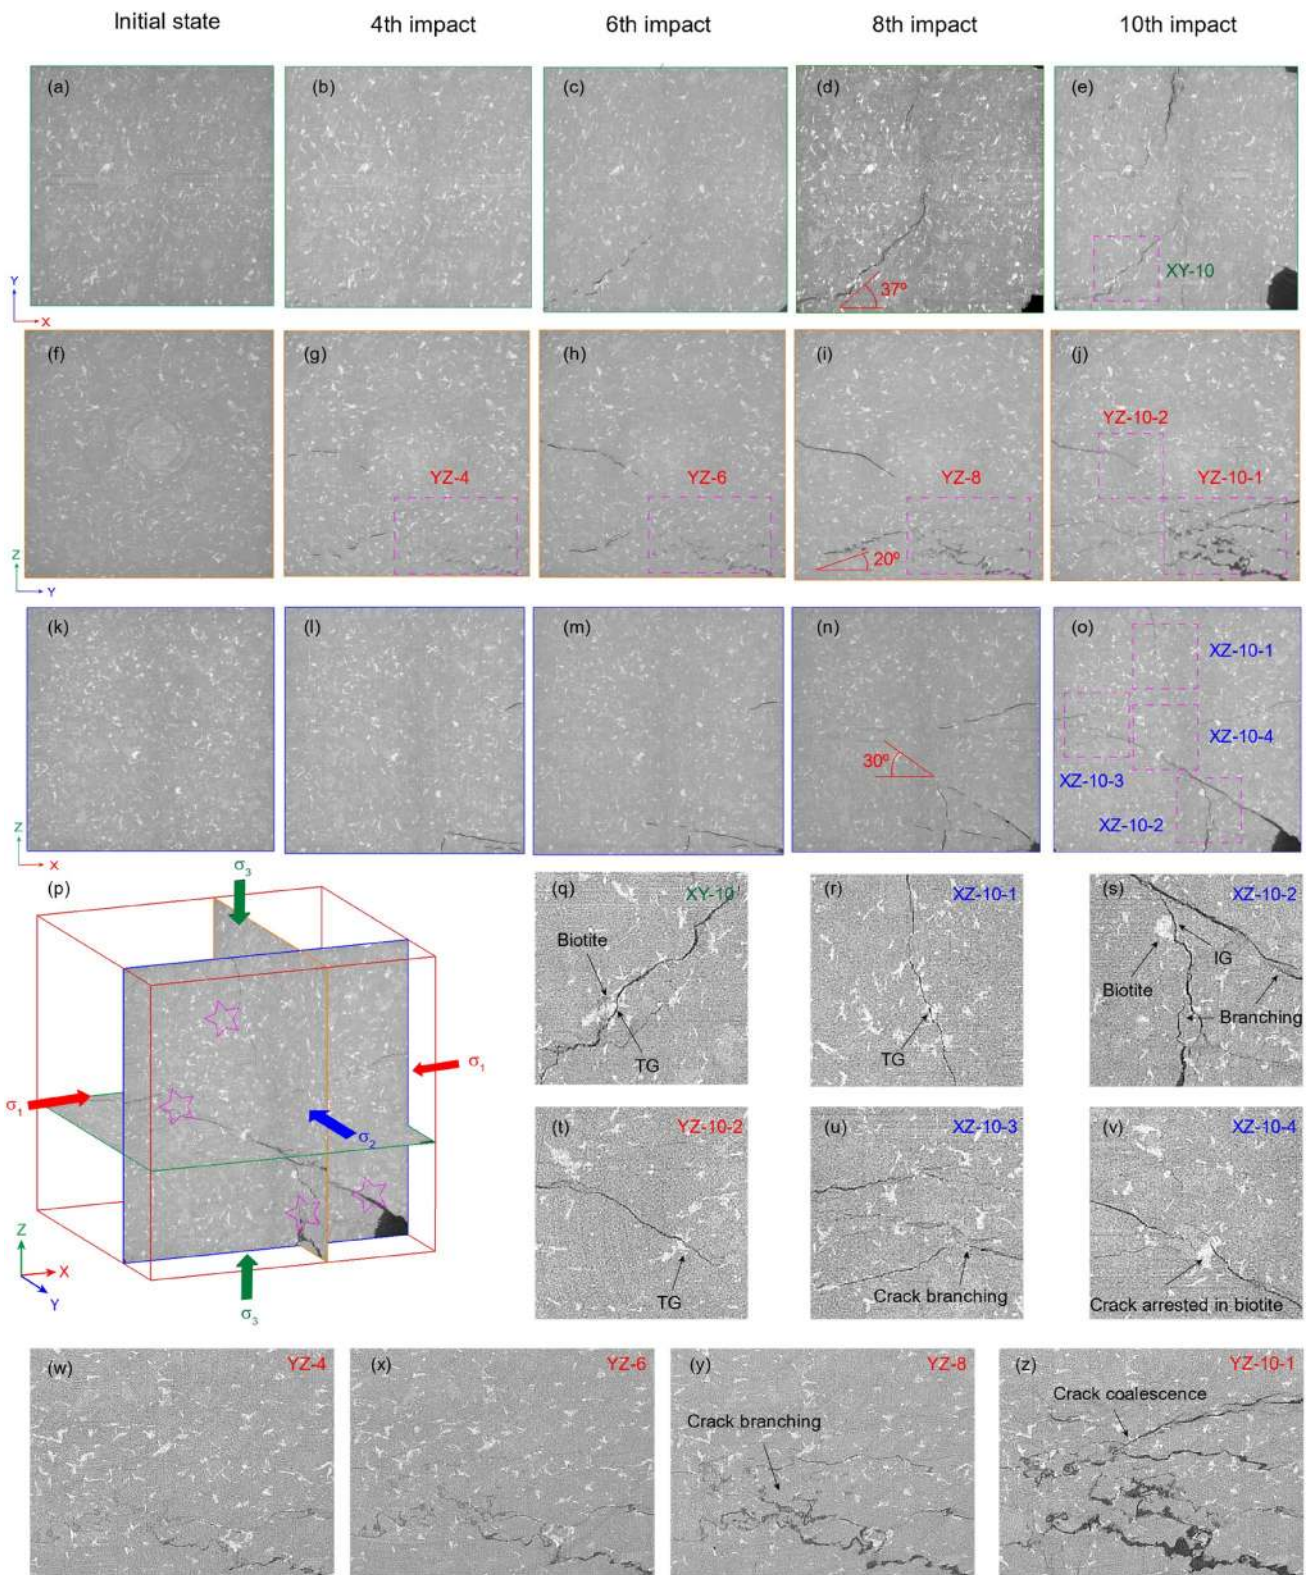 Initial state 4th impact 6th impact 8th impact 10th impact
(a) (b) (c) (d) (e)
37º
XY-10
Y
X
(f) (g) (h) (i) (j)
YZ-10-2
YZ-4 YZ-6 YZ-8 YZ-10-1
20º
Z
Y
(k) (l) (m) (n) (o)
XZ-10-1
30º
XZ-10-4
XZ-10-3
XZ-10-2
Z
X
(p)
σ3
σ1
σ1
σ2
σ3
Z
X
Y
(q) XY-10
Biotite
TG
(r) XZ-10-1
TG
(s) XZ-10-2
IG
Biotite
Branching
(t) YZ-10-2
TG
(u) XZ-10-3
Crack branching
(v) XZ-10-4
Crack arrested in biotite
(w) YZ-4
(x) YZ-6
(y) YZ-8
Crack branching
(z) YZ-10-1
Crack coalescence